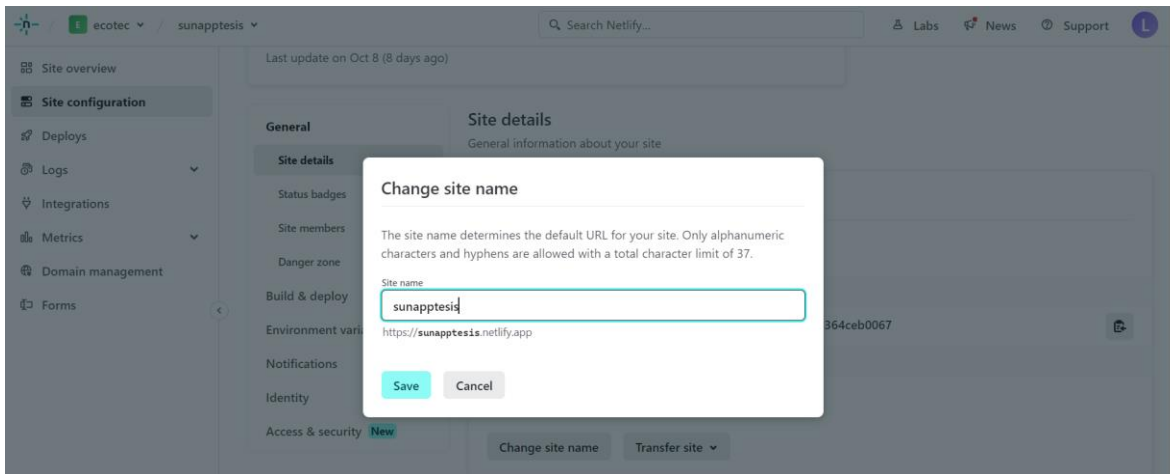 E ecotec / sunapptesis
Search Netlify...
Labs News Support L
Site overview
Site configuration
Deploys
Logs
Integrations
Metrics
Domain management
Forms
Last update on Oct 8 (8 days ago)
General
Site details
Status badges
Site members
Danger zone
Build & deploy
Environment vari
Notifications
Identity
Access & security New
Site details
General information about your site
364ceb0067
Change site name Transfer site
Change site name
The site name determines the default URL for your site. Only alphanumeric
characters and hyphens are allowed with a total character limit of 37.
Site name
sunapptesis
https://sunapptesis.netlify.app
Save Cancel